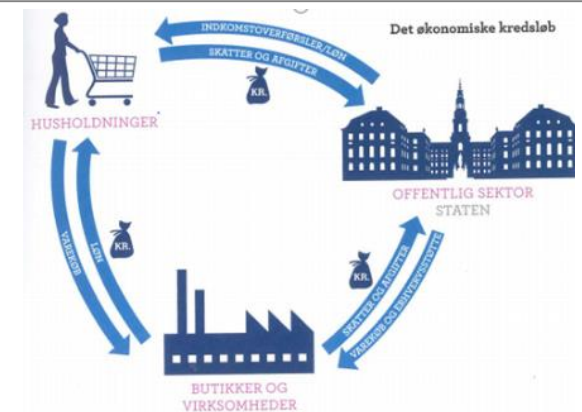 Det økonomiske kredsløb
INDKOMSTOVERFØRSLER/LØN
SKATTER OG AFGIFTER
KR.
HUSHOLDNINGER
OFFENTLIG SEKTOR
STATEN
VAREKØB
LØN
KR.
KR.
SKATTER OG AFGIFTER
VAREKØB OG ERHVERVSSTØTTE
BUTIKKER OG
VIRKSOMHEDER